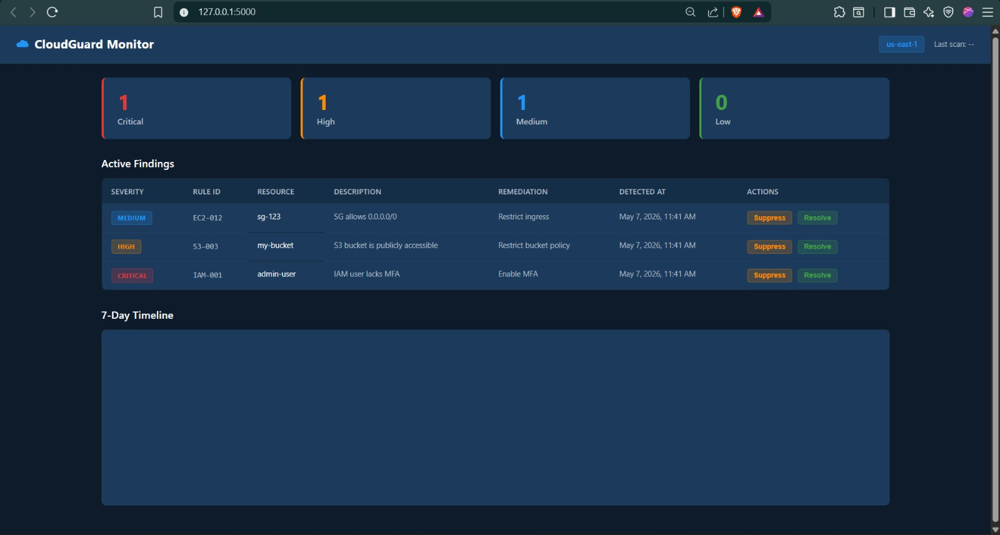 127.0.0.1:5000
CloudGuard Monitor
us-east-1 Last scan: --
1 1 1 0
Critical High Medium Low
Active Findings
SEVERITY RULE ID RESOURCE DESCRIPTION REMEDIATION DETECTED AT ACTIONS
MEDIUM EC2-012 sg-123 SG allows 0.0.0.0/0 Restrict ingress May 7, 2026, 11:41 AM Suppress Resolve
HIGH S3-003 my-bucket S3 bucket is publicly accessible Restrict bucket policy May 7, 2026, 11:41 AM Suppress Resolve
CRITICAL IAM-001 admin-user IAM user lacks MFA Enable MFA May 7, 2026, 11:41 AM Suppress Resolve
7-Day Timeline